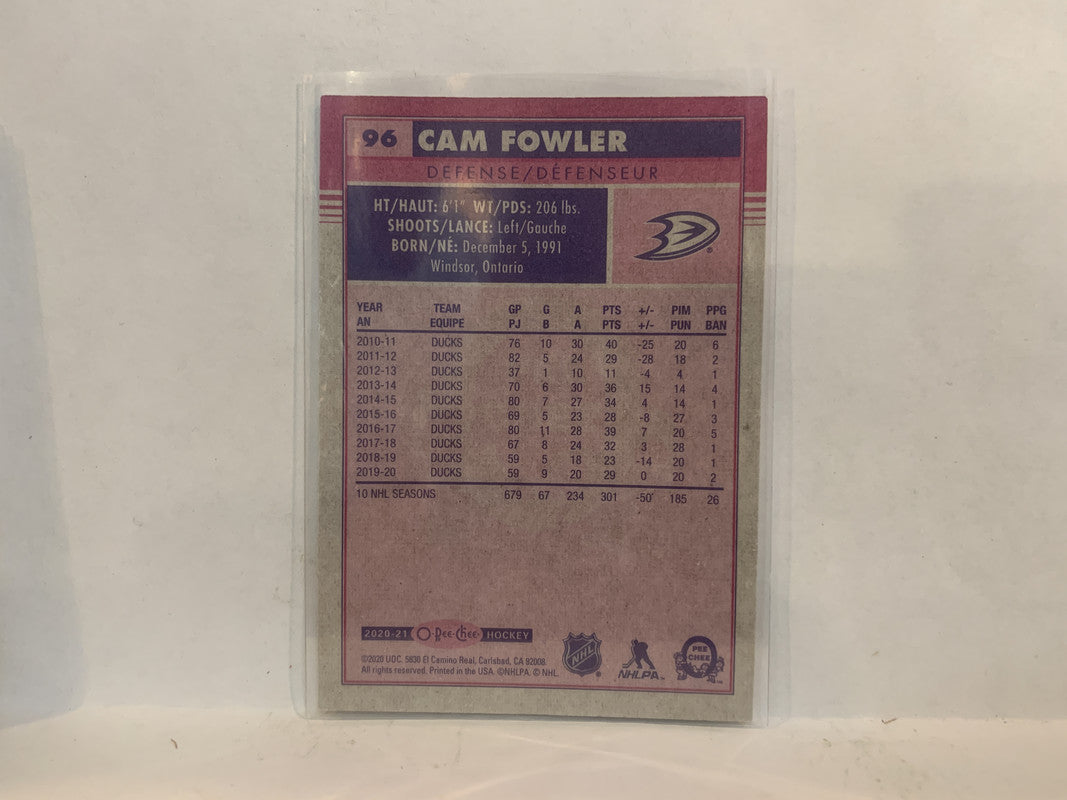 96 CAM FOWLER
DEFENSE/DÉFENSEUR
HT/HAUT: 6'1" WT/PDS: 206 lbs.
SHOOTS/LANCE: Left/Gauche
BORN/NÉ: December 5, 1991
Windsor, Ontario
YEAR TEAM GP G A PTS +/- PIM PPG
AN EQUIPE PJ B A PTS +/- PUN BAN
2010-11 DUCKS 76 10 30 40 -25 20 6
2011-12 DUCKS 82 5 24 29 -28 18 2
2012-13 DUCKS 37 1 10 11 -4 4 1
2013-14 DUCKS 70 6 30 36 15 14 4
2014-15 DUCKS 80 7 27 34 4 14 1
2015-16 DUCKS 69 5 23 28 -8 27 3
2016-17 DUCKS 80 11 28 39 7 20 5
2017-18 DUCKS 67 8 24 32 3 28 1
2018-19 DUCKS 59 5 18 23 -14 20 1
2019-20 DUCKS 59 9 20 29 0 20 2
10 NHL SEASONS 679 67 234 301 -50 185 26
2020-21 O-Pee-Chee HOCKEY
©2020 UDC. 5830 El Camino Real, Carlsbad, CA 92008.
All rights reserved. Printed in the USA. ©NHLPA. © NHL.
NHL
NHLPA™
O PEE CHEE